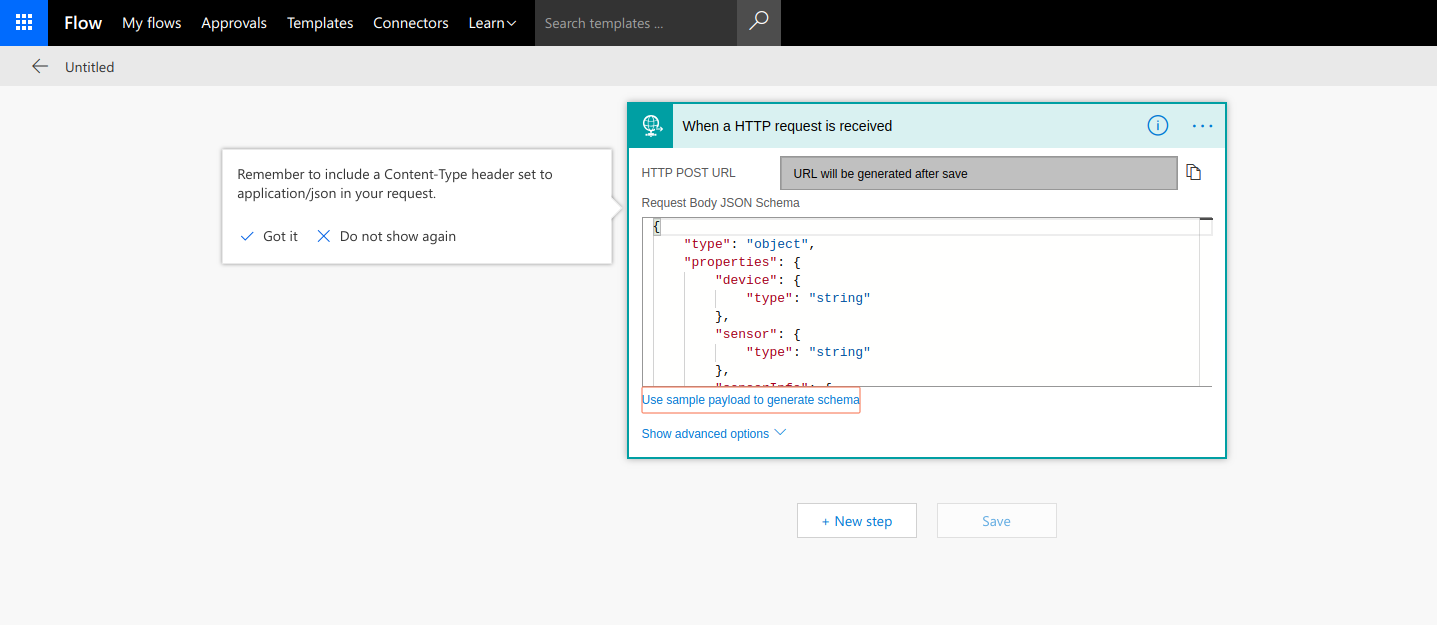 Flow My flows Approvals Templates Connectors Learn Search templates ...
Untitled
When a HTTP request is received
Remember to include a Content-Type header set to
application/json in your request.
Got it Do not show again
HTTP POST URL URL will be generated after save
Request Body JSON Schema
{
"type": "object",
"properties": {
"device": {
"type": "string"
},
"sensor": {
"type": "string"
},
"sensorInfo": {
Use sample payload to generate schema
Show advanced options
+ New step Save